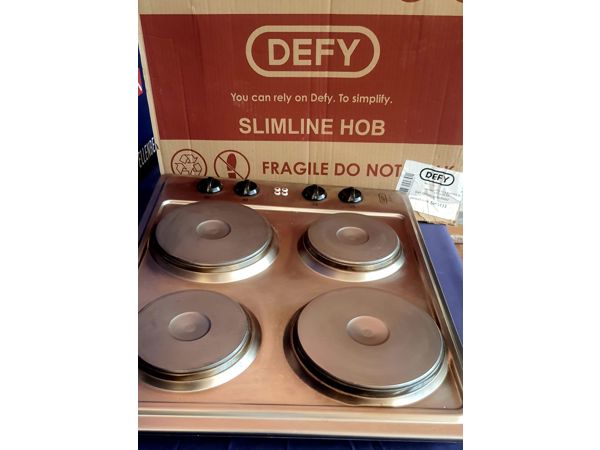 DEFY
You can rely on Defy. To simplify.
SLIMLINE HOB
FRAGILE DO NOT
DEFY